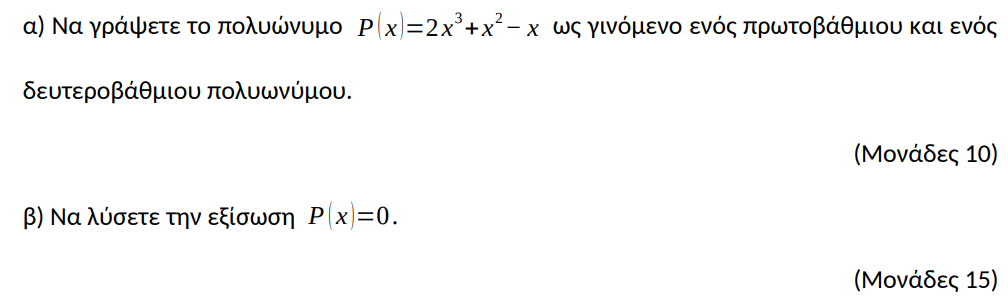 α) Να γράψετε το πολυώνυμο P(x)=2x³+x²− x ως γινόμενο ενός πρωτοβάθμιου και ενός
δευτεροβάθμιου πολυωνύμου.
(Μονάδες 10)
β) Να λύσετε την εξίσωση P(x)=0.
(Μονάδες 15)